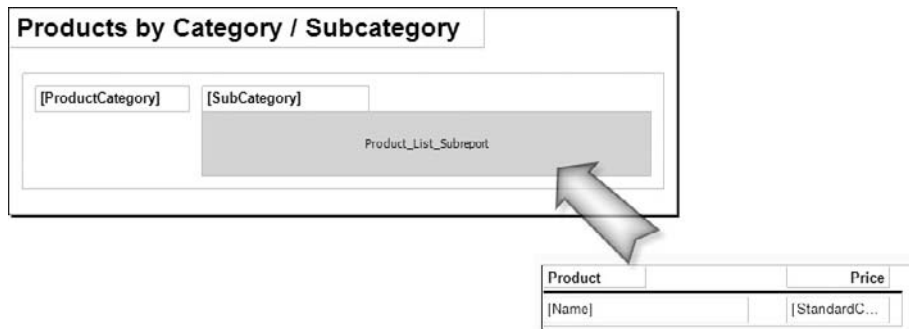 Products by Category / Subcategory
[ProductCategory] [SubCategory]
Product_List_Subreport
Product Price
[Name] [StandardC...